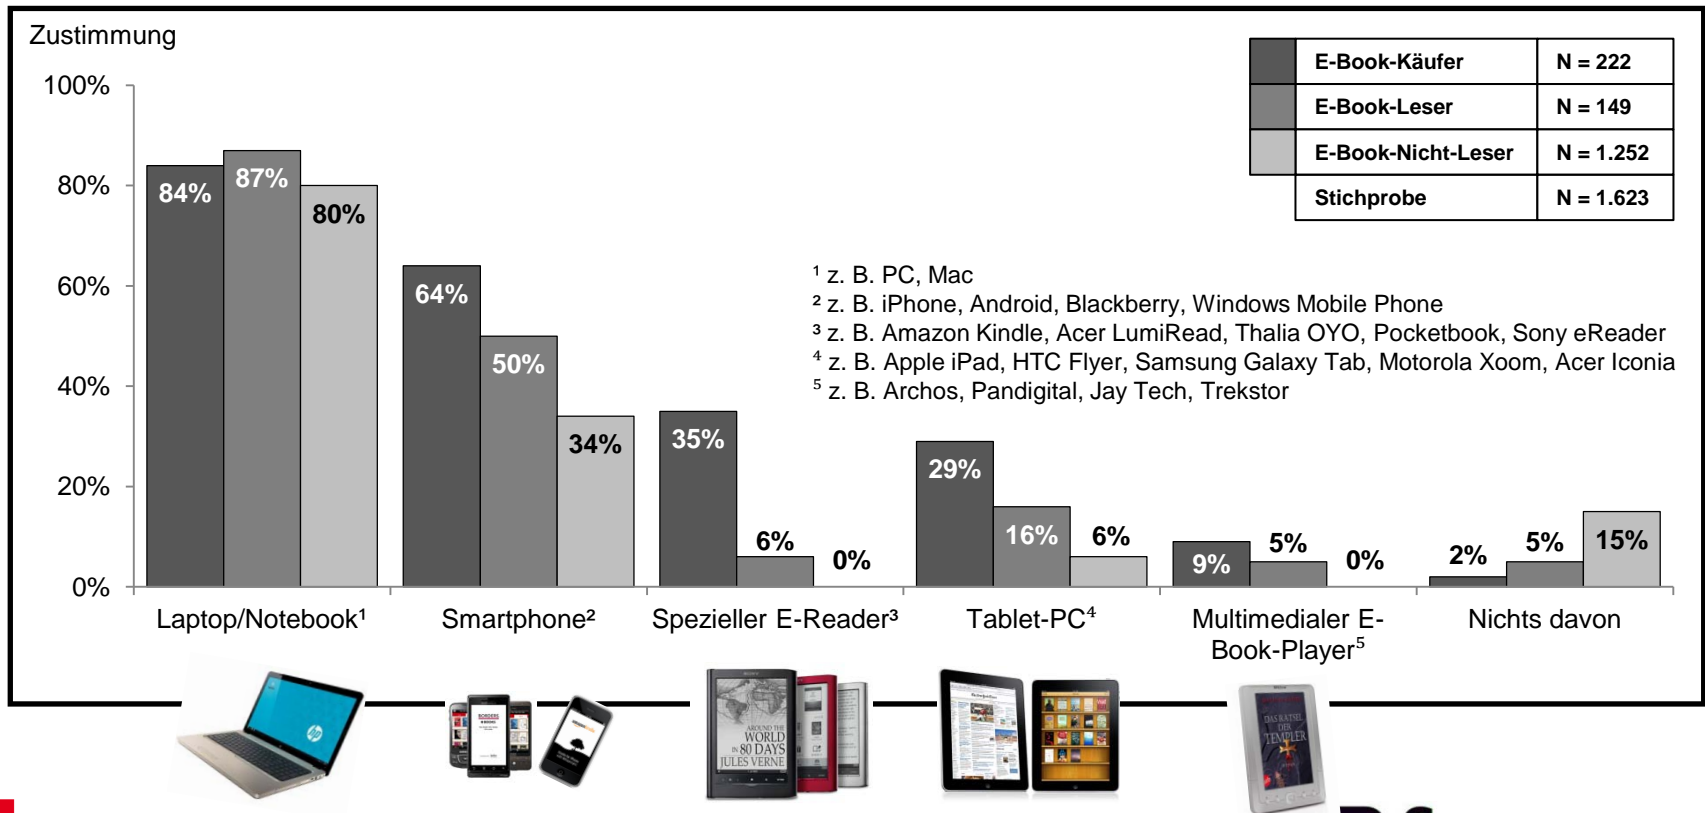 Zustimmung
100%
80%
60%
40%
20%
0%
E-Book-Käufer N = 222
E-Book-Leser N = 149
E-Book-Nicht-Leser N = 1.252
Stichprobe N = 1.623
¹ z. B. PC, Mac
² z. B. iPhone, Android, Blackberry, Windows Mobile Phone
³ z. B. Amazon Kindle, Acer LumiRead, Thalia OYO, Pocketbook, Sony eReader
⁴ z. B. Apple iPad, HTC Flyer, Samsung Galaxy Tab, Motorola Xoom, Acer Iconia
⁵ z. B. Archos, Pandigital, Jay Tech, Trekstor
84% 87% 80%
64% 50% 34%
35% 6% 0%
29% 16% 6%
9% 5% 0%
2% 5% 15%
Laptop/Notebook¹
Smartphone²
Spezieller E-Reader³
Tablet-PC⁴
Multimedialer E-
Book-Player⁵
Nichts davon
hp
BORDERS
SONY
AROUND THE
WORLD
IN 80 DAYS
JULES VERNE
DAS RÄTSEL
DER
TEMPLER